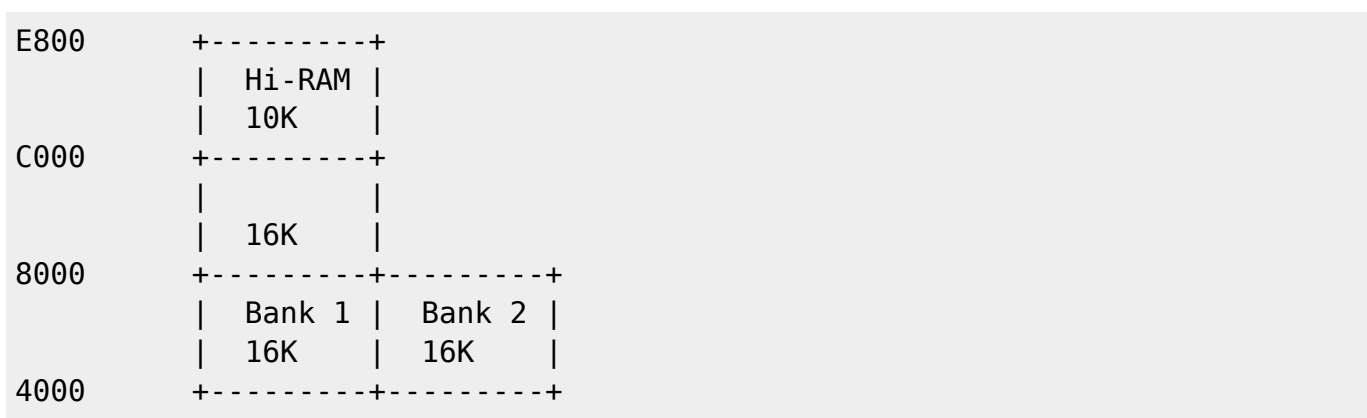 E800       +---------+
           |  Hi-RAM |
           |  10K    |
C000       +---------+
           |         |
           |  16K    |
8000       +---------+---------+
           |  Bank 1 |  Bank 2 |
           |  16K    |  16K    |
4000       +---------+---------+